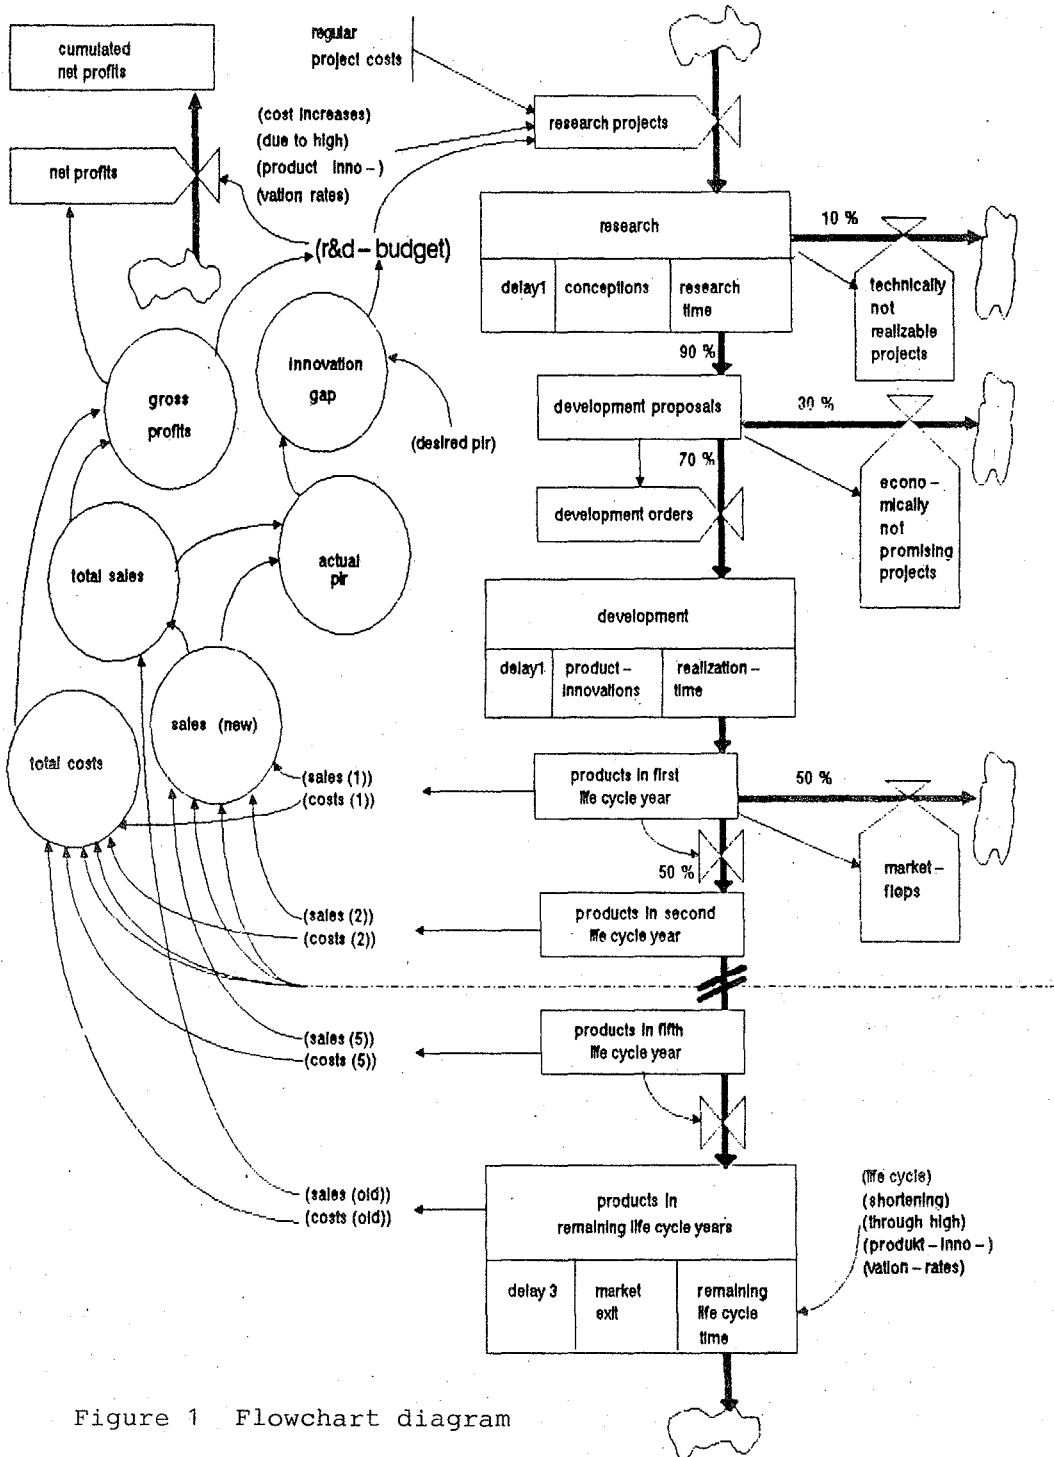 cumulated
net profits
net profits
regular
project costs
(cost increases)
(due to high)
(product inno-)
(vation rates)
(r&d-budget)
research projects
research
delay1
conceptions
research
time
10 %
technically
not
realizable
projects
90 %
development proposals
30 %
econo-
mically
not
promising
projects
70 %
development orders
gross
profits
innovation
gap
(desired pir)
total sales
actual
pir
development
delay1
product-
innovations
realization-
time
sales (new)
total costs
(sales (1))
(costs (1))
products in first
life cycle year
50 %
market-
flops
50 %
(sales (2))
(costs (2))
products in second
life cycle year
(sales (5))
(costs (5))
products in fifth
life cycle year
(sales (old))
(costs (old))
products in
remaining life cycle years
delay 3
market
exit
remaining
life cycle
time
(life cycle)
(shortening)
(through high)
(produkt-inno-)
(vation-rates)
Figure 1 Flowchart diagram